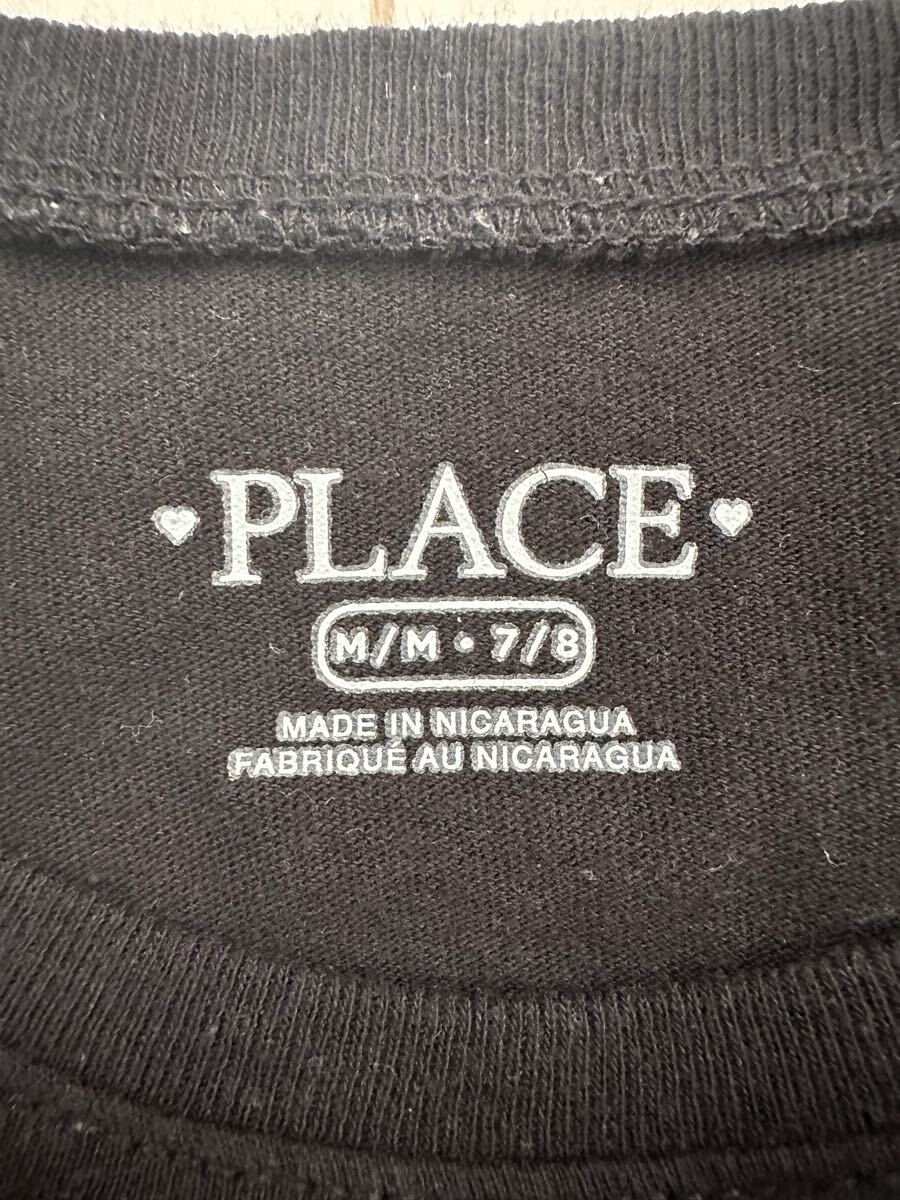 PLACE
M/M • 7/8
MADE IN NICARAGUA
FABRIQUÉ AU NICARAGUA